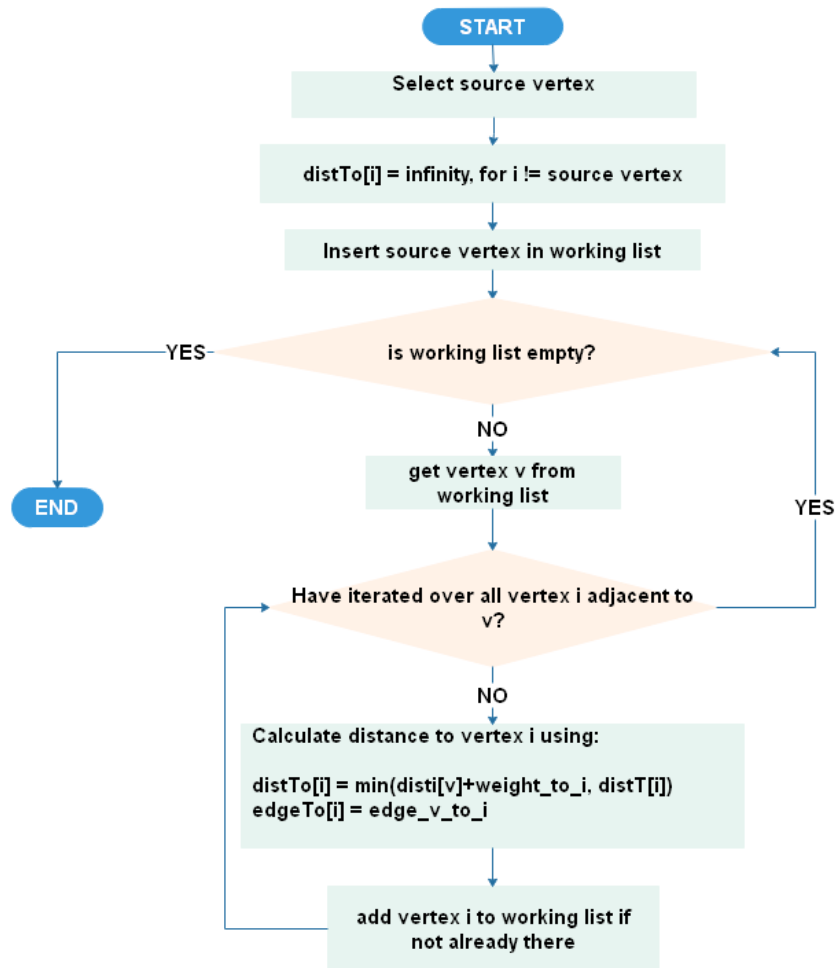 START
Select source vertex
distTo[i] = infinity, for i != source vertex
Insert source vertex in working list
is working list empty?
YES
NO
get vertex v from
working list
END
YES
Have iterated over all vertex i adjacent to
v?
NO
Calculate distance to vertex i using:
distTo[i] = min(disti[v]+weight_to_i, distT[i])
edgeTo[i] = edge_v_to_i
add vertex i to working list if
not already there